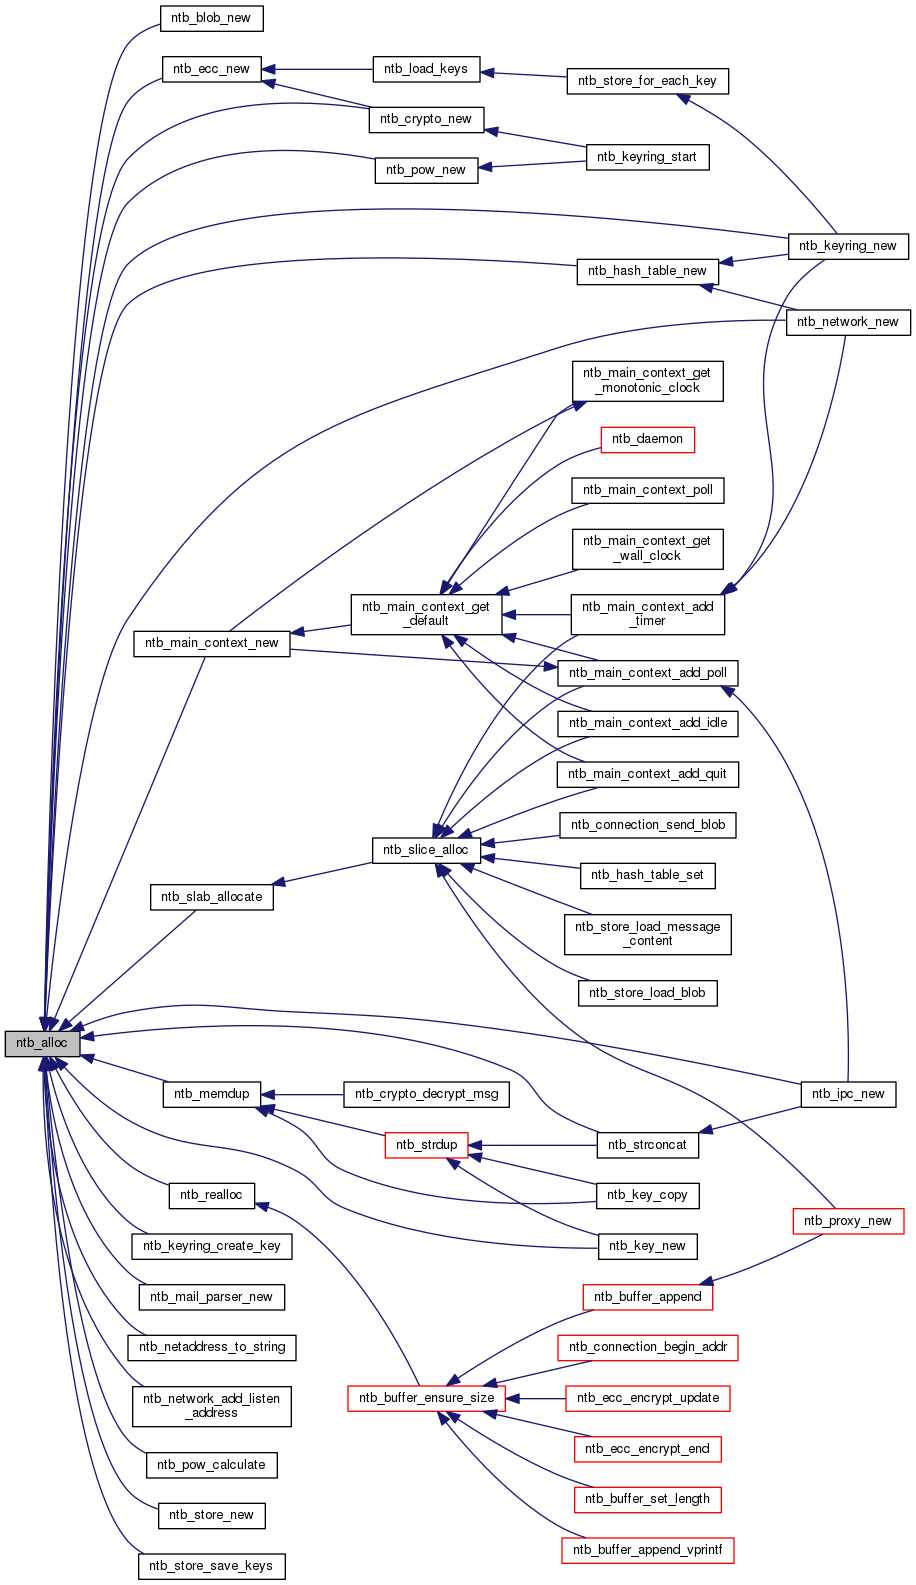 ntb_blob_new
ntb_ecc_new
ntb_load_keys
ntb_store_for_each_key
ntb_crypto_new
ntb_keyring_start
ntb_pow_new
ntb_keyring_new
ntb_hash_table_new
ntb_network_new
ntb_main_context_get
_monotonic_clock
ntb_daemon
ntb_main_context_poll
ntb_main_context_get
_wall_clock
ntb_main_context_get
_default
ntb_main_context_add
_timer
ntb_main_context_new
ntb_main_context_add_poll
ntb_main_context_add_idle
ntb_main_context_add_quit
ntb_connection_send_blob
ntb_slice_alloc
ntb_hash_table_set
ntb_slab_allocate
ntb_store_load_message
_content
ntb_store_load_blob
ntb_alloc
ntb_memdup
ntb_crypto_decrypt_msg
ntb_ipc_new
ntb_strdup
ntb_strconcat
ntb_realloc
ntb_key_copy
ntb_proxy_new
ntb_keyring_create_key
ntb_key_new
ntb_mail_parser_new
ntb_buffer_append
ntb_netaddress_to_string
ntb_connection_begin_addr
ntb_network_add_listen
_address
ntb_buffer_ensure_size
ntb_ecc_encrypt_update
ntb_ecc_encrypt_end
ntb_pow_calculate
ntb_buffer_set_length
ntb_store_new
ntb_buffer_append_vprintf
ntb_store_save_keys